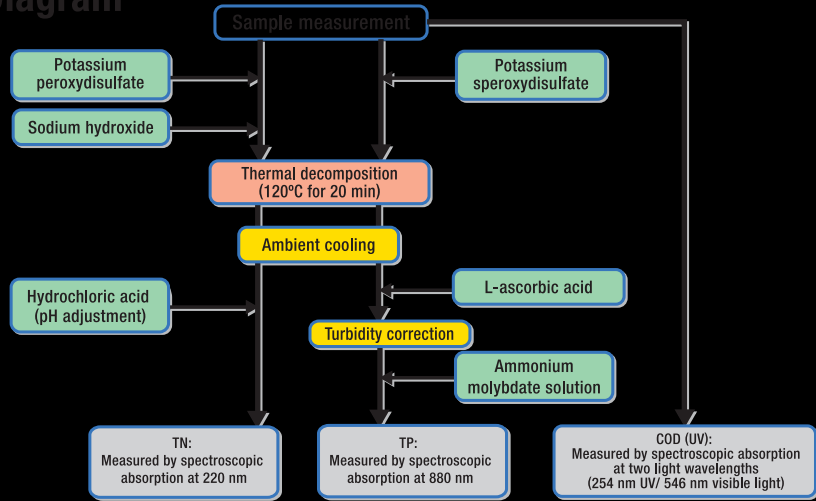 Sample measurement
Potassium
peroxydisulfate
Potassium
speroxydisulfate
Sodium hydroxide
Thermal decomposition
(120ºC for 20 min)
Ambient cooling
Hydrochloric acid
(pH adjustment)
L-ascorbic acid
Turbidity correction
Ammonium
molybdate solution
TN:
Measured by spectroscopic
absorption at 220 nm
TP:
Measured by spectroscopic
absorption at 880 nm
COD (UV):
Measured by spectroscopic absorption
at two light wavelengths
(254 nm UV/ 546 nm visible light)